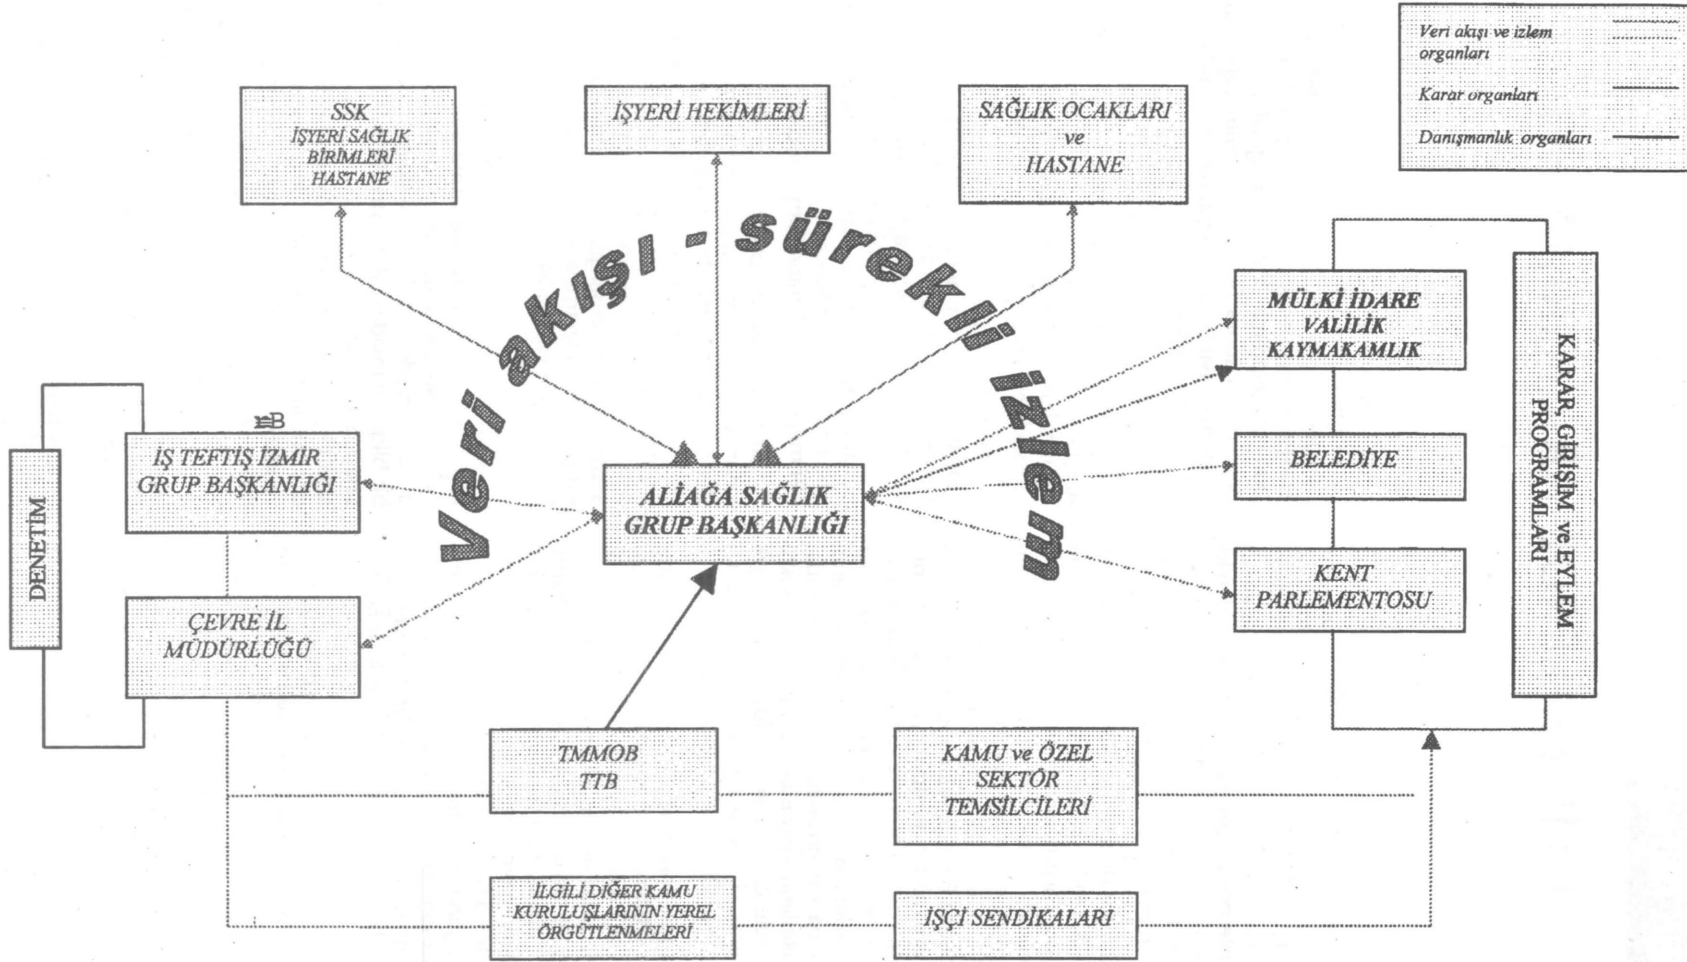 Veri akışı ve izlem
organları
Karar organları
Danışmanlık organları
SSK
İŞYERİ SAĞLIK
BİRİMLERİ
HASTANE
İŞYERİ HEKİMLERİ
SAĞLIK OCAKLARI
ve
HASTANE
Veri akışı - sürekli izlem
MÜLKİ İDARE
VALİLİK
KAYMAKAMLIK
BELEDİYE
KENT
PARLEMENTOSU
KARAR, GİRİŞİM ve EYLEM
PROGRAMLARI
DENETİM
İŞ TEFTİŞ İZMİR
GRUP BAŞKANLIĞI
ÇEVRE İL
MÜDÜRLÜĞÜ
ALİAĞA SAĞLIK
GRUP BAŞKANLIĞI
TMMOB
TTB
KAMU ve ÖZEL
SEKTÖR
TEMSİLCİLERİ
İLGİLİ DİĞER KAMU
KURULUŞLARININ YEREL
ÖRGÜTLENMELERİ
İŞÇİ SENDİKALARI